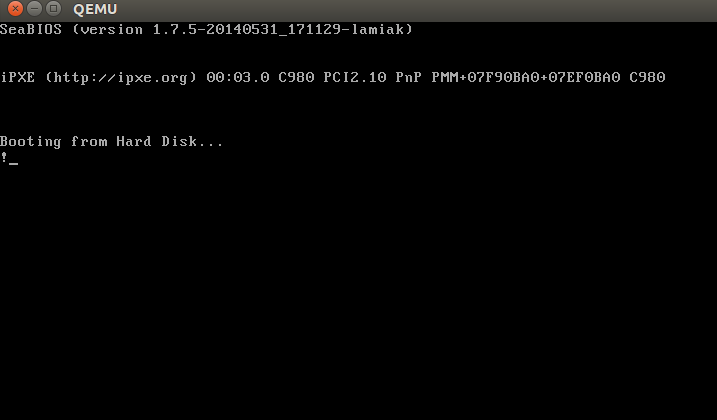 QEMU
SeaBIOS (version 1.7.5-20140531_171129-lamiak)
iPXE (http://ipxe.org) 00:03.0 C980 PCI2.10 PnP PMM+07F90BA0+07EF0BA0 C980
Booting from Hard Disk...
!_